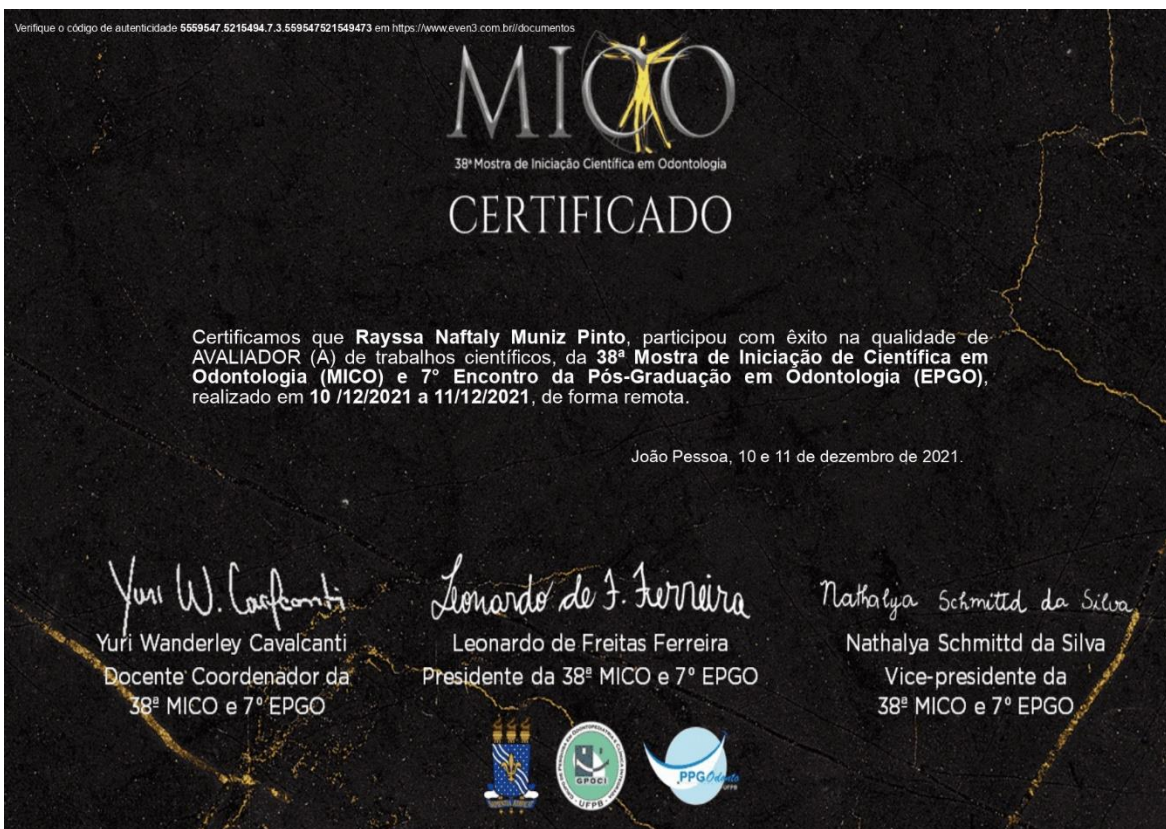 Verifique o código de autenticidade 5559547.5215494.7.3.559547521549473 em https://www.even3.com.br//documentos
MICO
38ª Mostra de Iniciação Científica em Odontologia
CERTIFICADO
Certificamos que Rayssa Naftaly Muniz Pinto, participou com êxito na qualidade de
AVALIADOR (A) de trabalhos científicos, da 38ª Mostra de Iniciação de Científica em
Odontologia (MICO) e 7° Encontro da Pós-Graduação em Odontologia (EPGO),
realizado em 10 /12/2021 a 11/12/2021, de forma remota.
João Pessoa, 10 e 11 de dezembro de 2021.
Yuri W. Cavalcanti
Leonardo de F. Ferreira
Nathalya Schmittd da Silva
Yuri Wanderley Cavalcanti
Docente Coordenador da
38ª MICO e 7° EPGO
Leonardo de Freitas Ferreira
Presidente da 38ª MICO e 7° EPGO
Nathalya Schmittd da Silva
Vice-presidente da
38ª MICO e 7° EPGO
GPOCI
UFPB
PPGOdonto
UFPB